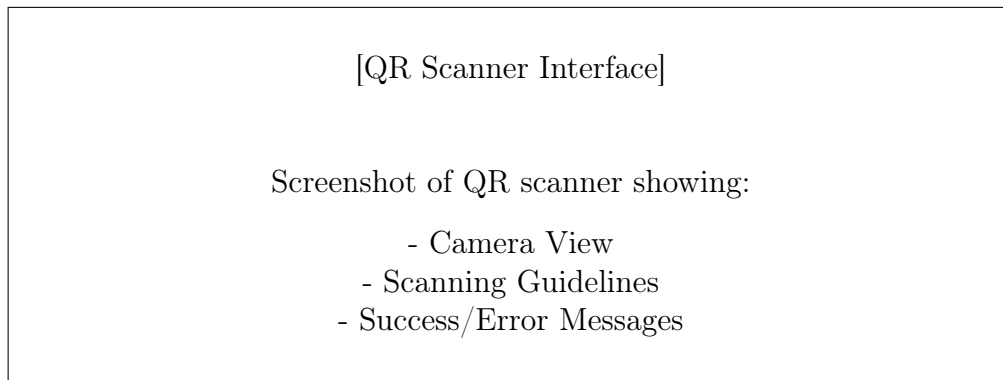 [QR Scanner Interface]
Screenshot of QR scanner showing:
- Camera View
- Scanning Guidelines
- Success/Error Messages